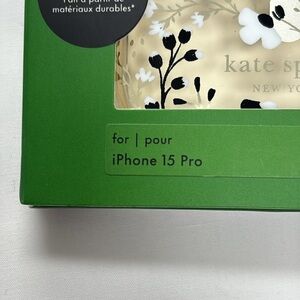 Fait à partir de
matériaux durables*
kate sp
NEW YO
for | pour
iPhone 15 Pro